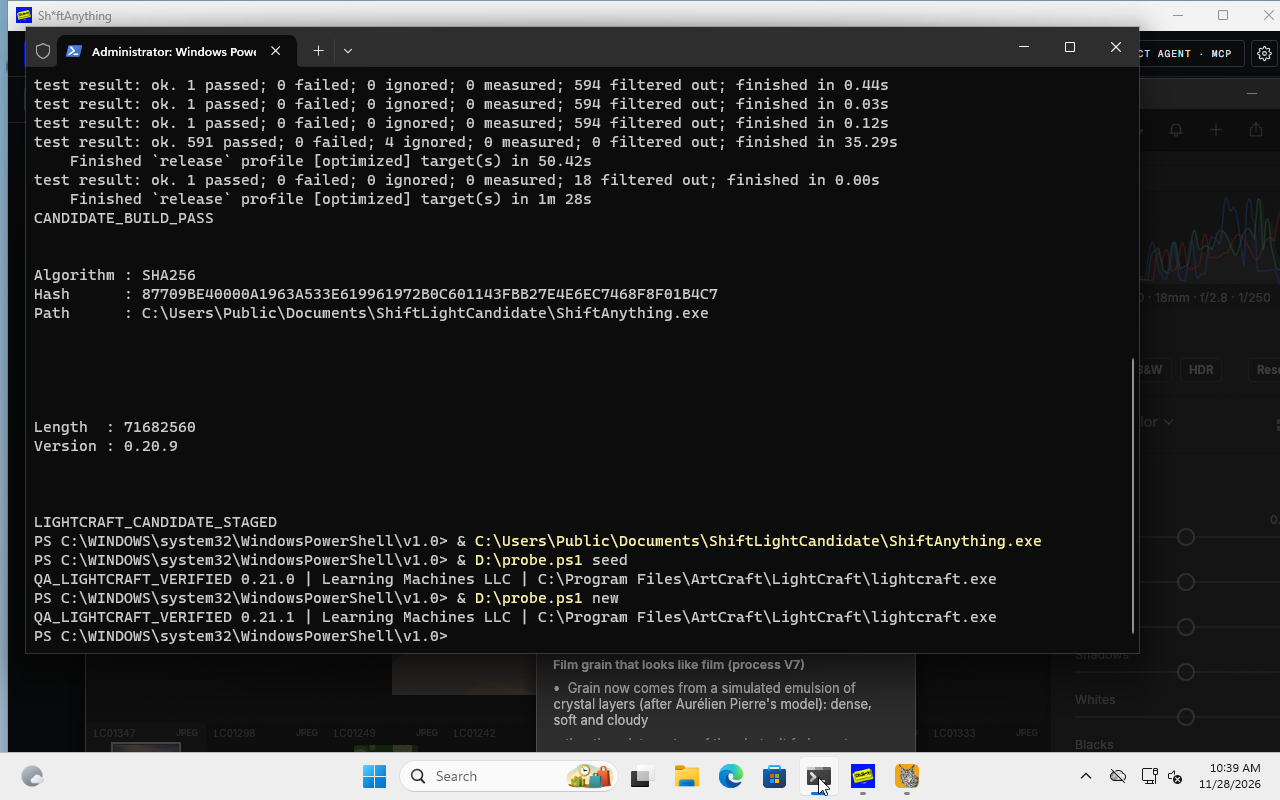 Sh*ftAnything
Administrator: Windows Powe
CT AGENT · MCP
test result: ok. 1 passed; 0 failed; 0 ignored; 0 measured; 594 filtered out; finished in 0.44s
test result: ok. 1 passed; 0 failed; 0 ignored; 0 measured; 594 filtered out; finished in 0.03s
test result: ok. 1 passed; 0 failed; 0 ignored; 0 measured; 594 filtered out; finished in 0.12s
test result: ok. 591 passed; 0 failed; 4 ignored; 0 measured; 0 filtered out; finished in 35.29s
Finished `release` profile [optimized] target(s) in 50.42s
test result: ok. 1 passed; 0 failed; 0 ignored; 0 measured; 18 filtered out; finished in 0.00s
Finished `release` profile [optimized] target(s) in 1m 28s
CANDIDATE_BUILD_PASS
Algorithm : SHA256
Hash : 87709BE40000A1963A533E619961972B0C601143FBB27E4E6EC7468F8F01B4C7
Path : C:\Users\Public\Documents\ShiftLightCandidate\ShiftAnything.exe
Length : 71682560
Version : 0.20.9
LIGHTCRAFT_CANDIDATE_STAGED
PS C:\WINDOWS\system32\WindowsPowerShell\v1.0> & C:\Users\Public\Documents\ShiftLightCandidate\ShiftAnything.exe
PS C:\WINDOWS\system32\WindowsPowerShell\v1.0> & D:\probe.ps1 seed
QA_LIGHTCRAFT_VERIFIED 0.21.0 | Learning Machines LLC | C:\Program Files\ArtCraft\LightCraft\lightcraft.exe
PS C:\WINDOWS\system32\WindowsPowerShell\v1.0> & D:\probe.ps1 new
QA_LIGHTCRAFT_VERIFIED 0.21.1 | Learning Machines LLC | C:\Program Files\ArtCraft\LightCraft\lightcraft.exe
PS C:\WINDOWS\system32\WindowsPowerShell\v1.0>
0 · 18mm · f/2.8 · 1/250
B&W HDR Rese
lor
Shadows
Whites
Blacks
Film grain that looks like film (process V7)
• Grain now comes from a simulated emulsion of
crystal layers (after Aurélien Pierre's model): dense,
soft and cloudy
LC01347 JPEG LC01298 JPEG LC01249 JPEG LC01242 LC01333 JPEG
Search
10:39 AM
11/28/2026